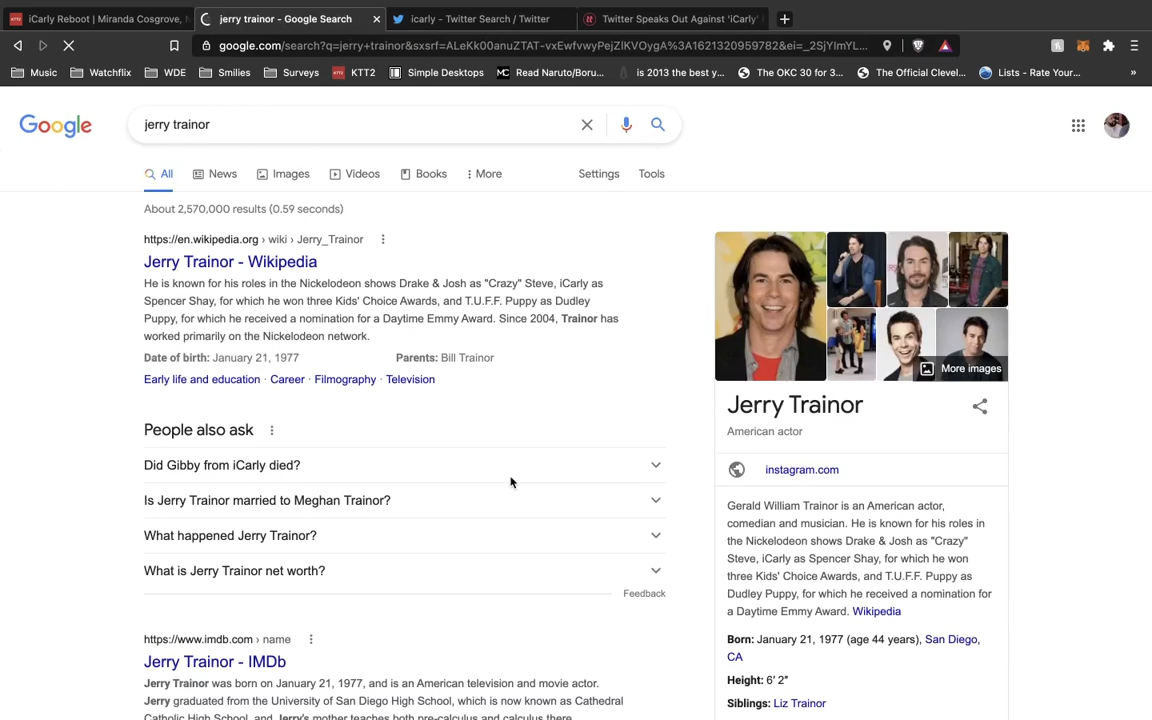 iCarly Reboot | Miranda Cosgrove,
jerry trainor - Google Search
icarly - Twitter Search / Twitter
Twitter Speaks Out Against 'iCarly'
google.com/search?q=jerry+trainor&sxsrf=ALeKk00anuZTAT-vxEwfvwyPejZIKVOygA%3A1621320959782&ei=_2SjYImYL...
Music
Watchflix
WDE
Smilies
Surveys
KTT2
Simple Desktops
Read Naruto/Boru...
is 2013 the best y...
The OKC 30 for 3...
The Official Clevel...
Lists - Rate Your...
»
Google
jerry trainor
All
News
Images
Videos
Books
More
Settings
Tools
About 2,570,000 results (0.59 seconds)
https://en.wikipedia.org › wiki › Jerry_Trainor
Jerry Trainor - Wikipedia
He is known for his roles in the Nickelodeon shows Drake & Josh as "Crazy" Steve, iCarly as
Spencer Shay, for which he won three Kids' Choice Awards, and T.U.F.F. Puppy as Dudley
Puppy, for which he received a nomination for a Daytime Emmy Award. Since 2004, Trainor has
worked primarily on the Nickelodeon network.
Date of birth: January 21, 1977 Parents: Bill Trainor
Early life and education · Career · Filmography · Television
People also ask
Did Gibby from iCarly died?
Is Jerry Trainor married to Meghan Trainor?
What happened Jerry Trainor?
What is Jerry Trainor net worth?
Feedback
https://www.imdb.com › name
Jerry Trainor - IMDb
Jerry Trainor was born on January 21, 1977, and is an American television and movie actor.
Jerry graduated from the University of San Diego High School, which is now known as Cathedral
Catholic High School, and Jerry's mother teaches both pre-calculus and calculus there.
More images
Jerry Trainor
American actor
instagram.com
Gerald William Trainor is an American actor,
comedian and musician. He is known for his roles in
the Nickelodeon shows Drake & Josh as "Crazy"
Steve, iCarly as Spencer Shay, for which he won
three Kids' Choice Awards, and T.U.F.F. Puppy as
Dudley Puppy, for which he received a nomination for
a Daytime Emmy Award. Wikipedia
Born: January 21, 1977 (age 44 years), San Diego,
CA
Height: 6′ 2″
Siblings: Liz Trainor